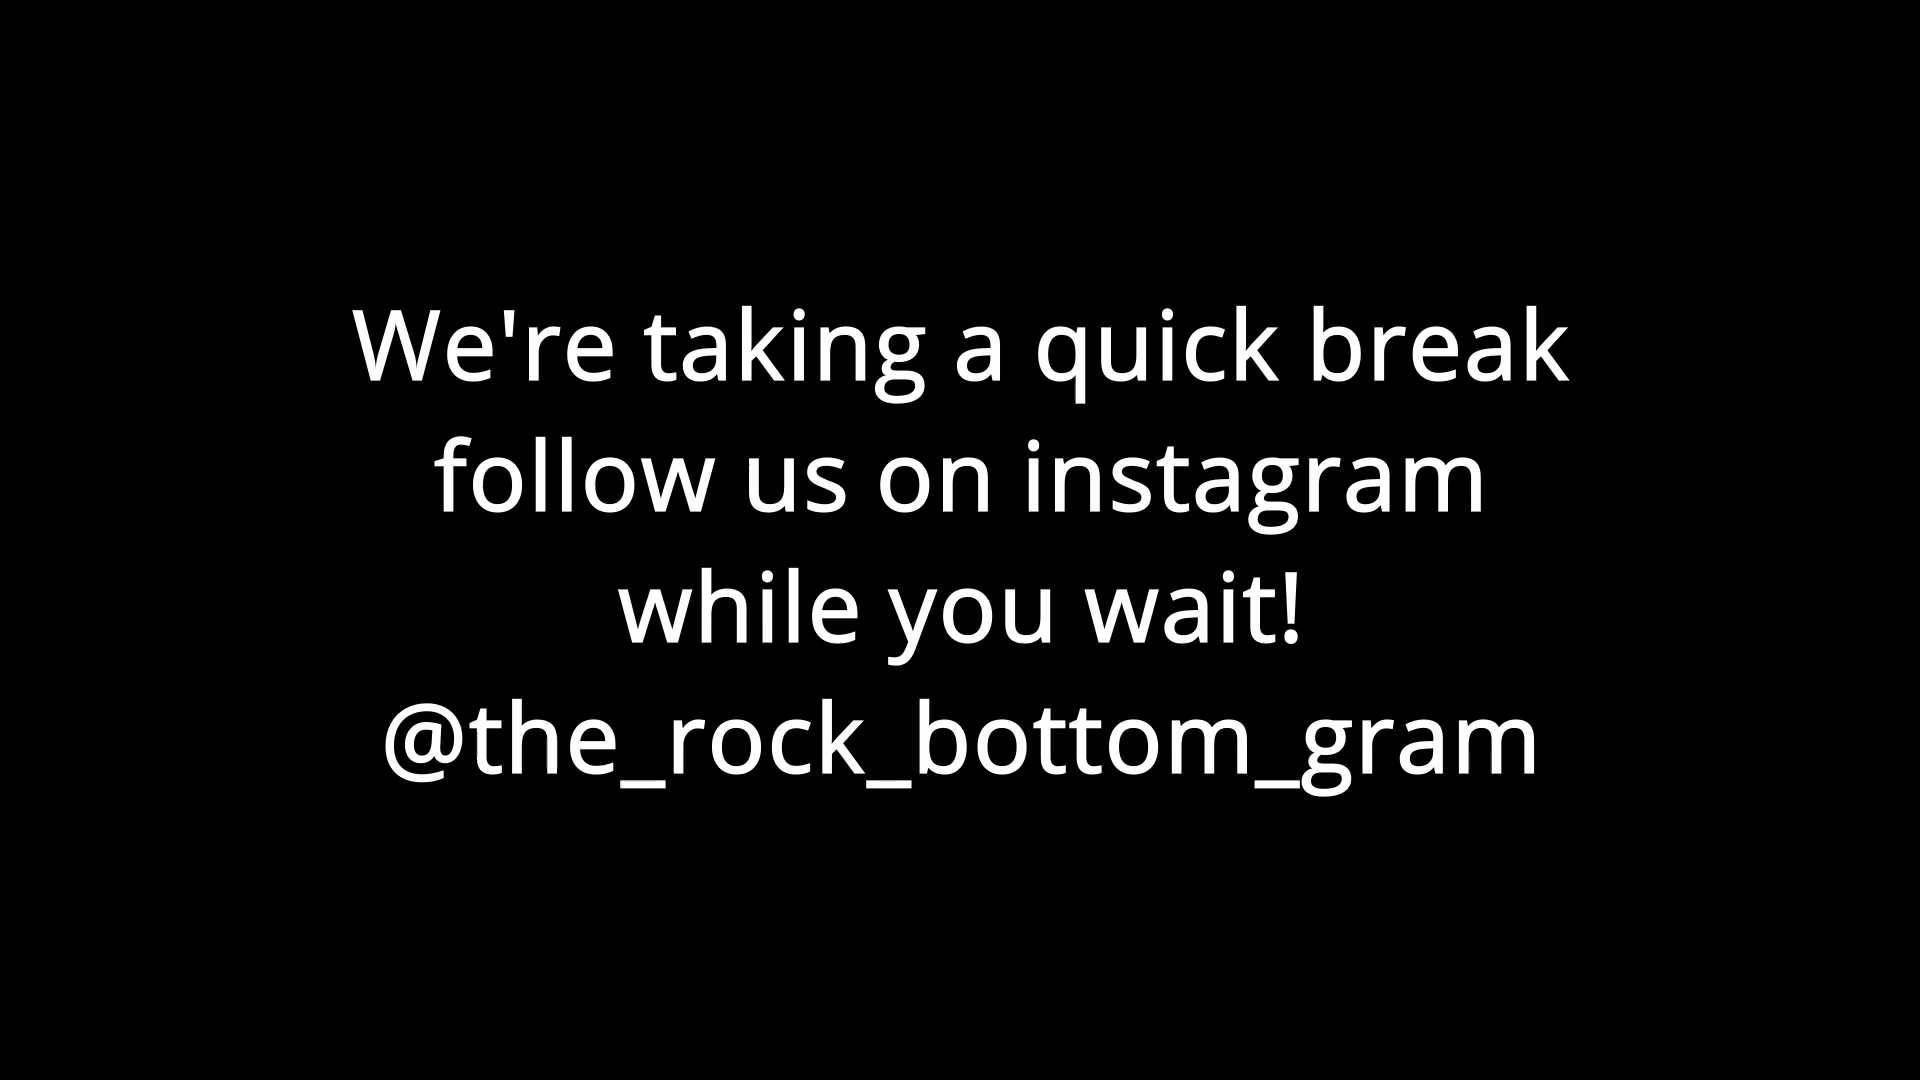 We're taking a quick break
follow us on instagram
while you wait!
@the_rock_bottom_gram